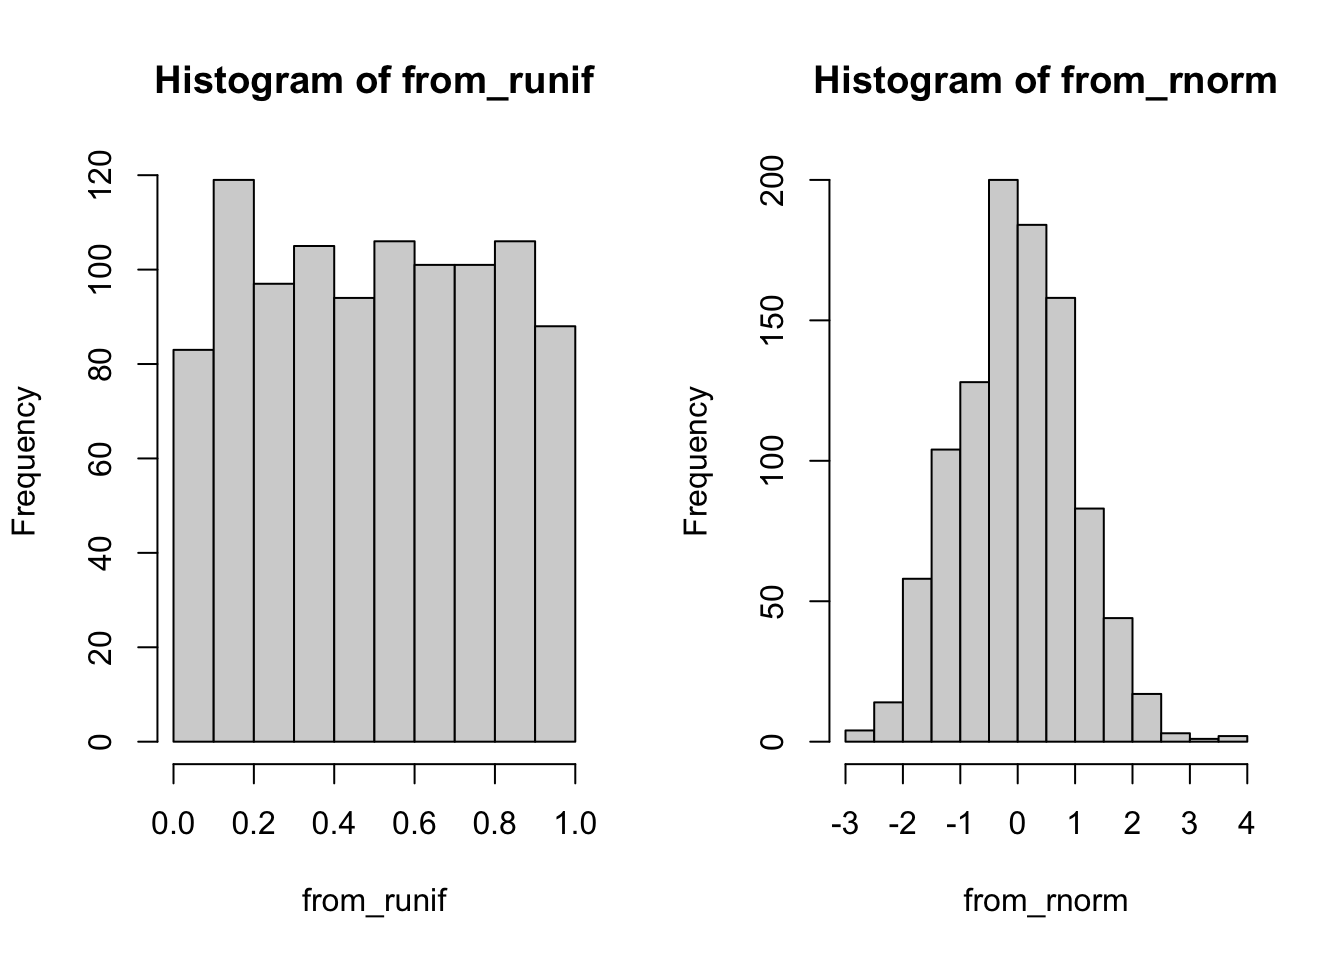 Histogram of from_runif
Frequency
120
100
80
60
40
20
0
0.0 0.2 0.4 0.6 0.8 1.0
from_runif
Histogram of from_rnorm
Frequency
200
150
100
50
0
-3 -2 -1 0 1 2 3 4
from_rnorm